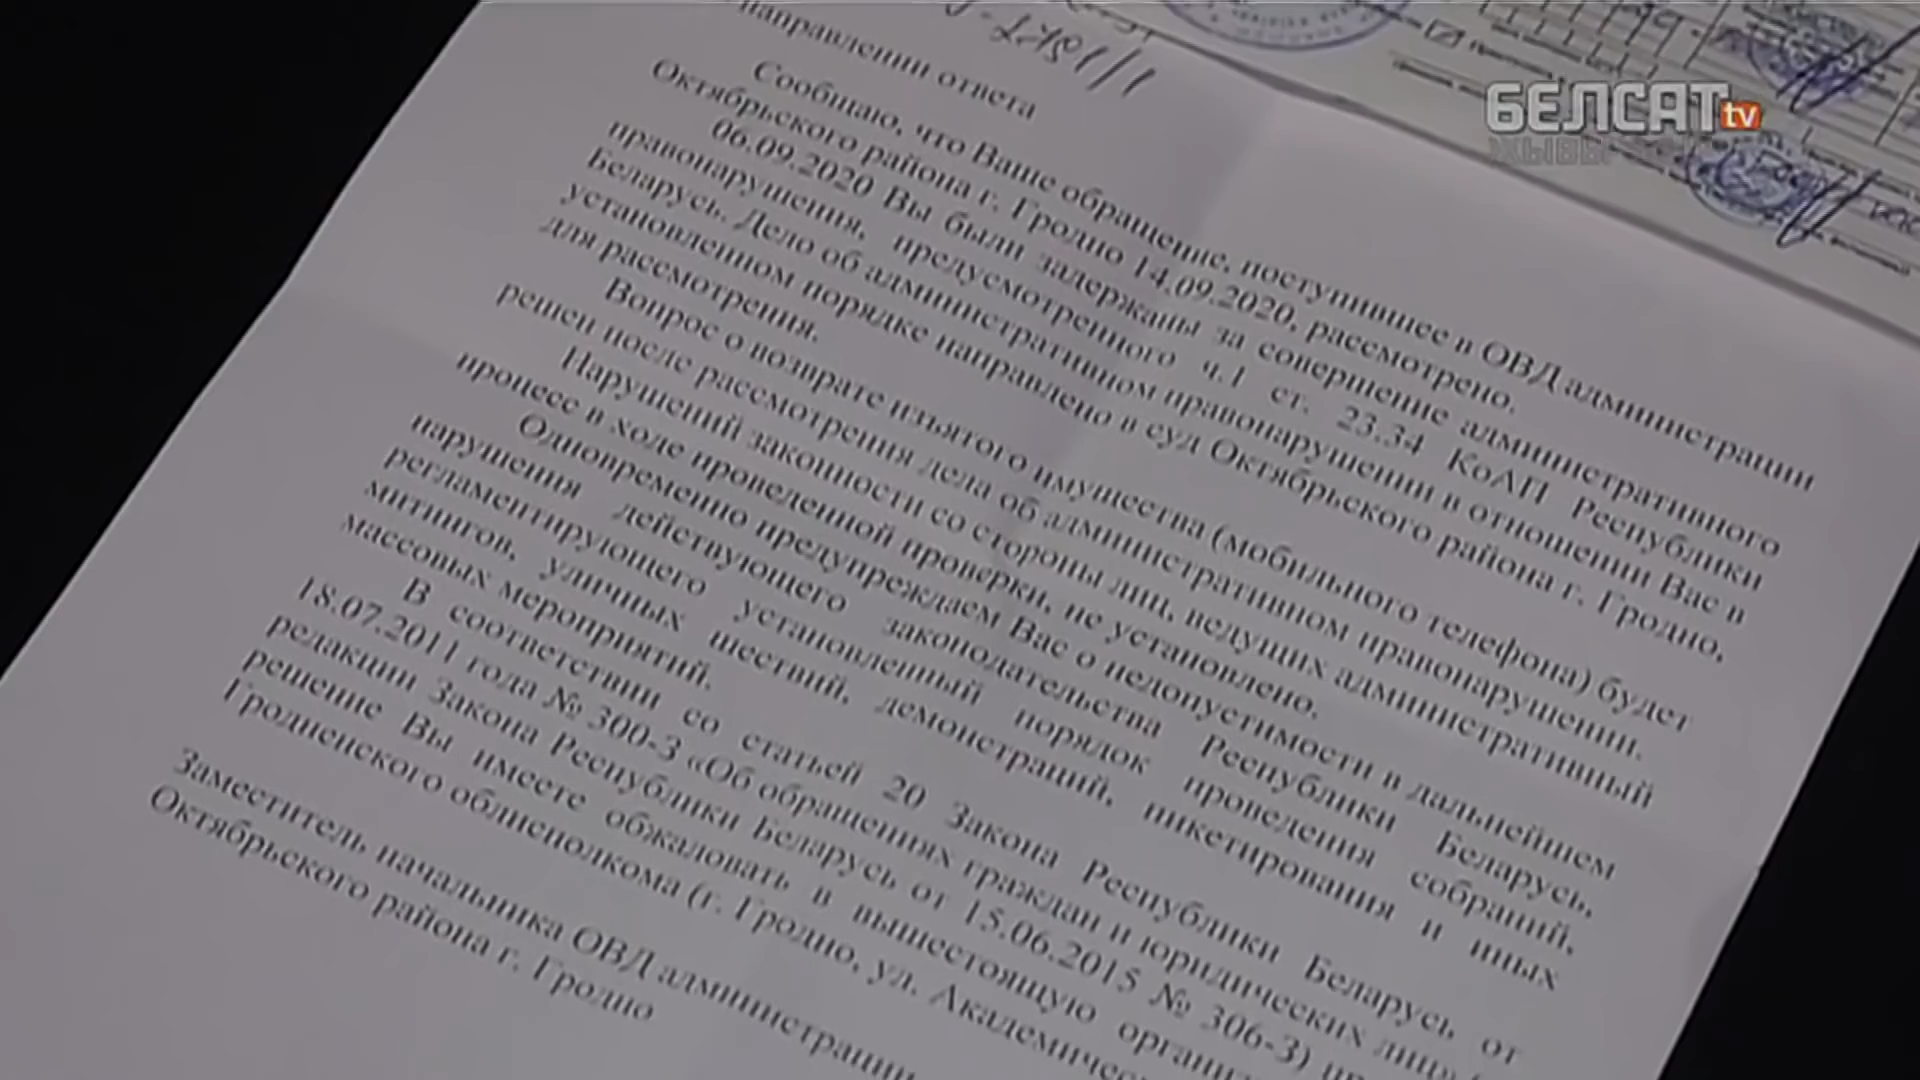 БЕЛСАТ tv
направлении ответа
Сообщаю, что Ваше обращение, поступившее в ОВД администрации
Октябрьского района г. Гродно 14.09.2020, рассмотрено.
06.09.2020 Вы были задержаны за совершение административного
правонарушения, предусмотренного ч.1 ст. 23.34 КоАП Республики
Беларусь. Дело об административном правонарушении в отношении Вас в
установленном порядке направлено в суд Октябрьского района г. Гродно,
для рассмотрения.
Вопрос о возврате изъятого имущества (мобильного телефона) будет
решен после рассмотрения дела об административном правонарушении.
Нарушений законности со стороны лиц, ведущих административный
процесс в ходе проведенной проверки, не установлено.
Одновременно предупреждаем Вас о недопустимости в дальнейшем
нарушения действующего законодательства Республики Беларусь,
регламентирующего установленный порядок проведения собраний,
митингов, уличных шествий, демонстраций, пикетирования и иных
массовых мероприятий.
В соответствии со статьей 20 Закона Республики Беларусь от
18.07.2011 года № 300-З «Об обращениях граждан и юридических лиц»
редакции Закона Республики Беларусь от 15.06.2015 № 306-З)
решение Вы имеете обжаловать в вышестоящую
Гродненского облисполкома (г. Гродно, ул.
Заместитель начальника ОВД администрации
Октябрьского района г. Гродно